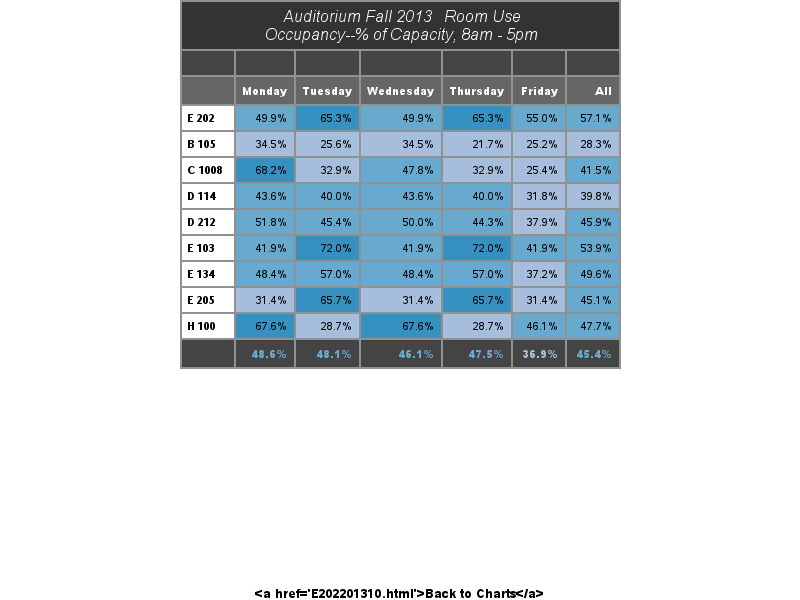 Auditorium Fall 2013 Room Use
Occupancy--% of Capacity, 8am - 5pm
Monday Tuesday Wednesday Thursday Friday All
E 202 49.9% 65.3% 49.9% 65.3% 55.0% 57.1%
B 105 34.5% 25.6% 34.5% 21.7% 25.2% 28.3%
C 1008 68.2% 32.9% 47.8% 32.9% 25.4% 41.5%
D 114 43.6% 40.0% 43.6% 40.0% 31.8% 39.8%
D 212 51.8% 45.4% 50.0% 44.3% 37.9% 45.9%
E 103 41.9% 72.0% 41.9% 72.0% 41.9% 53.9%
E 134 48.4% 57.0% 48.4% 57.0% 37.2% 49.6%
E 205 31.4% 65.7% 31.4% 65.7% 31.4% 45.1%
H 100 67.6% 28.7% 67.6% 28.7% 46.1% 47.7%
48.6% 48.1% 46.1% 47.5% 36.9% 45.4%
<a href='E202201310.html'>Back to Charts</a>